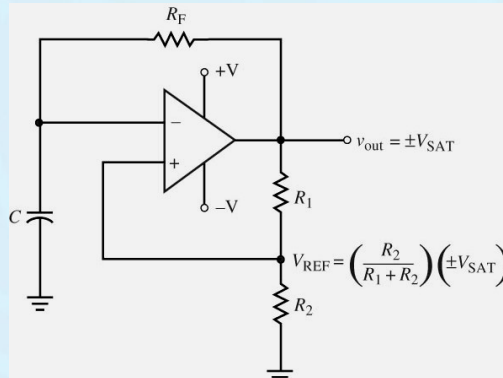 R_F
+V
−
+
v_out = ±V_SAT
−V
R_1
C
V_REF = (R_2 / (R_1 + R_2)) (±V_SAT)
R_2